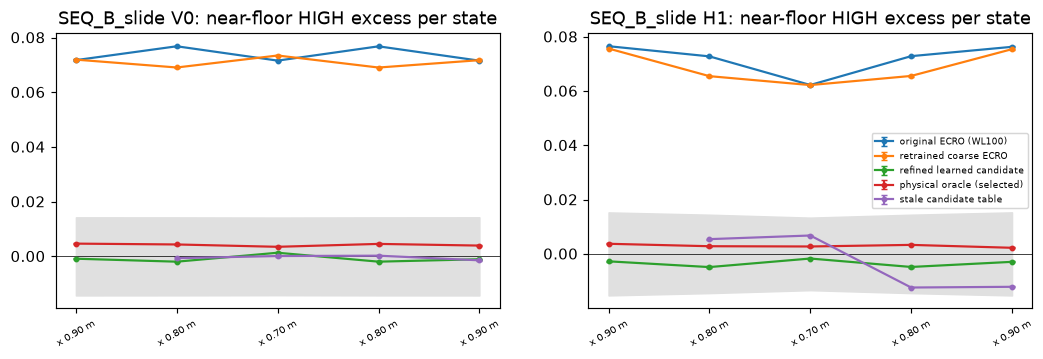 SEQ_B_slide V0: near-floor HIGH excess per state
0.08
0.06
0.04
0.02
0.00
x 0.90 m
x 0.80 m
x 0.70 m
x 0.80 m
x 0.90 m
SEQ_B_slide H1: near-floor HIGH excess per state
0.08
0.06
0.04
0.02
0.00
original ECRO (WL100)
retrained coarse ECRO
refined learned candidate
physical oracle (selected)
stale candidate table
x 0.90 m
x 0.80 m
x 0.70 m
x 0.80 m
x 0.90 m